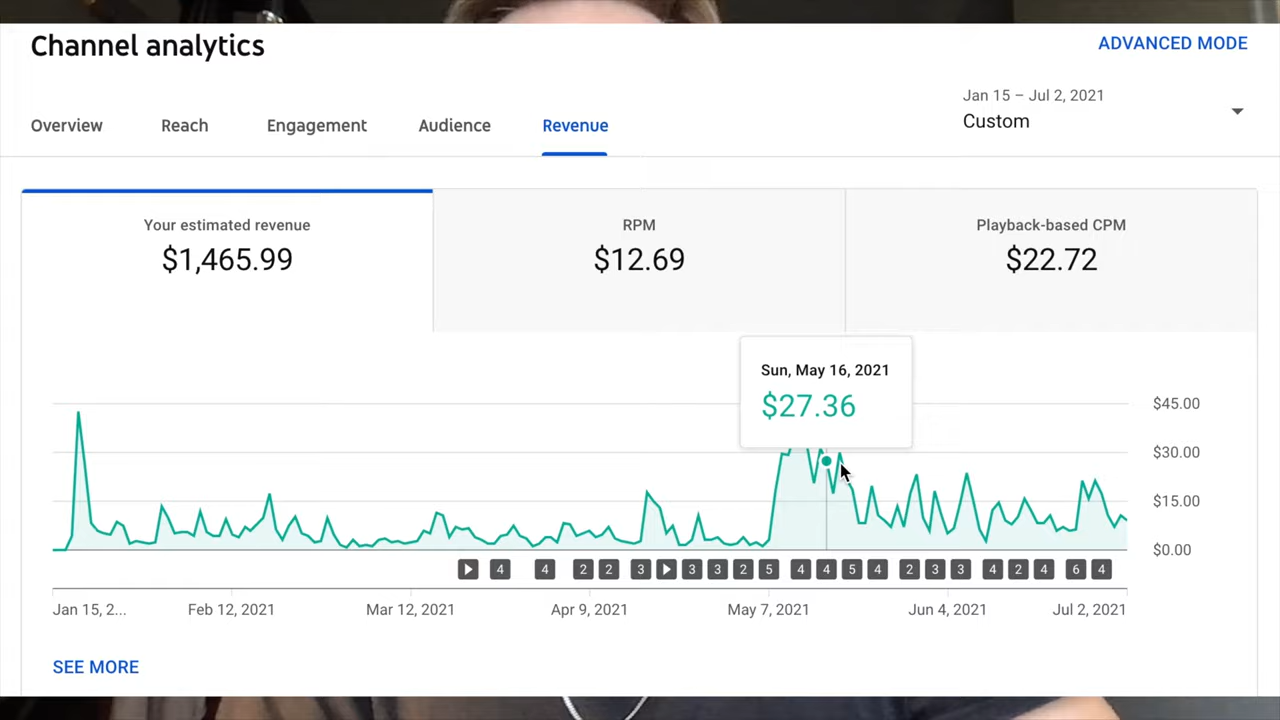 Channel analytics
ADVANCED MODE
Jan 15 – Jul 2, 2021
Custom
Overview Reach Engagement Audience Revenue
Your estimated revenue
$1,465.99
RPM
$12.69
Playback-based CPM
$22.72
Sun, May 16, 2021
$27.36
$45.00
$30.00
$15.00
$0.00
4 4 2 2 3 3 3 2 5 4 4 5 4 2 3 3 4 2 4 6 4
Jan 15, 2... Feb 12, 2021 Mar 12, 2021 Apr 9, 2021 May 7, 2021 Jun 4, 2021 Jul 2, 2021
SEE MORE